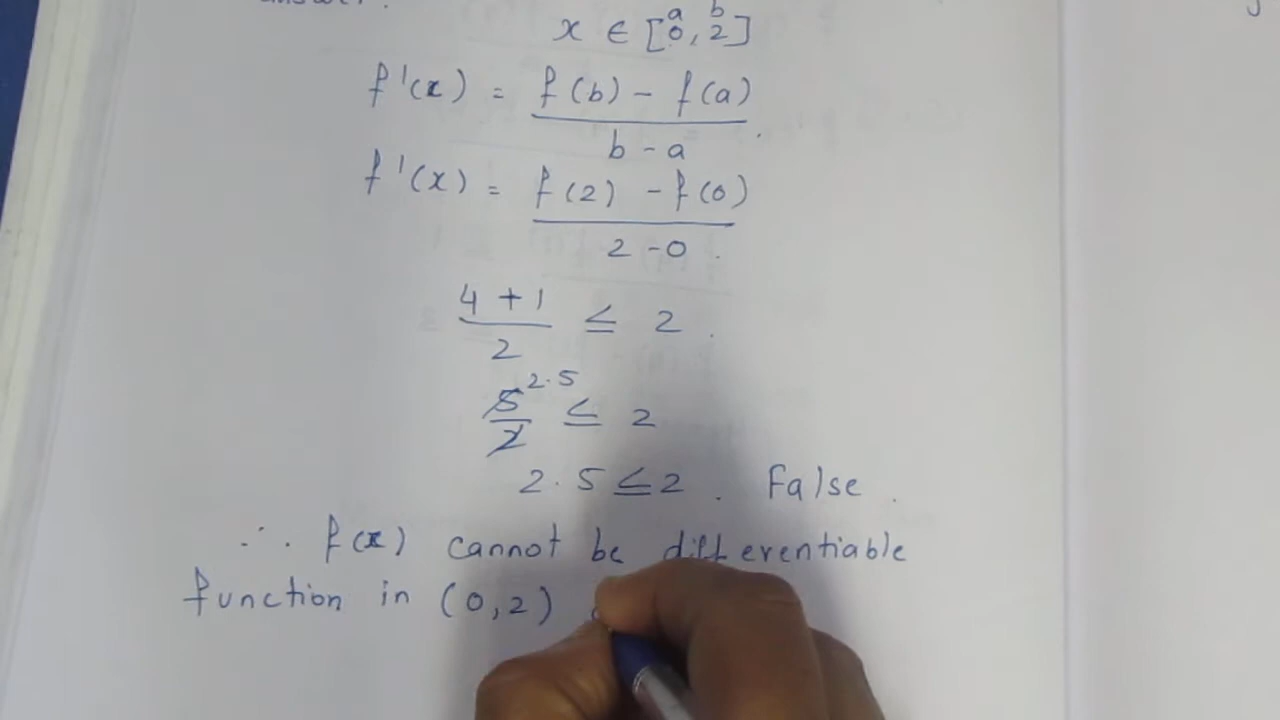 answer.
a b
x ∈ [0, 2]
f'(x) = f(b) - f(a)
b - a
f'(x) = f(2) - f(0)
2 - 0
4 + 1 ≤ 2
2
2.5
5 ≤ 2
2
2.5 ≤ 2. False.
∴ f(x) cannot be differentiable
function in (0,2)